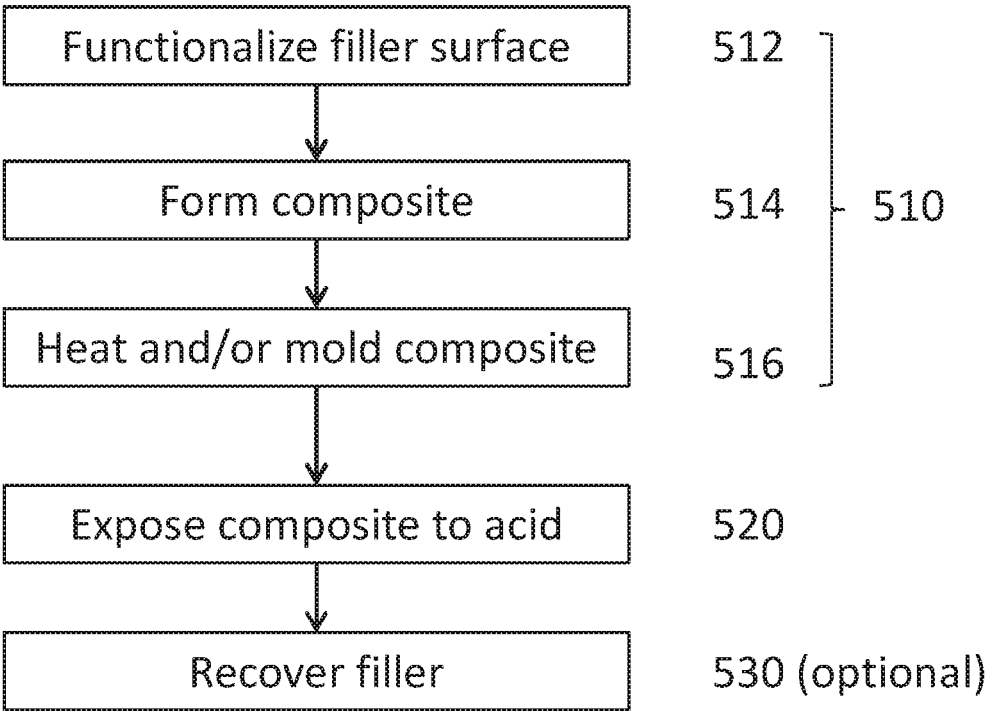 Functionalize filler surface 512
Form composite 514 510
Heat and/or mold composite 516
Expose composite to acid 520
Recover filler 530 (optional)